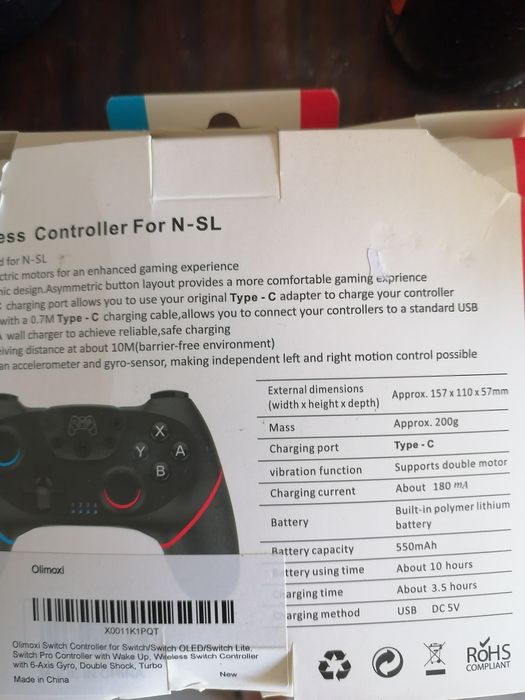 ess Controller For N-SL
d for N-SL
ctric motors for an enhanced gaming experience
nic design.Asymmetric button layout provides a more comfortable gaming exprience
charging port allows you to use your original Type - C adapter to charge your controller
with a 0.7M Type - C charging cable,allows you to connect your controllers to a standard USB
wall charger to achieve reliable,safe charging
eiving distance at about 10M(barrier-free environment)
an accelerometer and gyro-sensor, making independent left and right motion control possible
External dimensions
(width x height x depth) Approx. 157 x 110 x 57mm
Mass Approx. 200g
Charging port Type - C
vibration function Supports double motor
Charging current About 180 mA
Battery Built-in polymer lithium
battery
Battery capacity 550mAh
ttery using time About 10 hours
arging time About 3.5 hours
arging method USB DC 5V
X
Y A
B
Olimoxi
X0011K1PQT
Olimoxi Switch Controller for Switch/Switch OLED/Switch Lite,
Switch Pro Controller with Wake Up, Wireless Switch Controller
with 6-Axis Gyro, Double Shock, Turbo
New
Made in China
RoHS
COMPLIANT